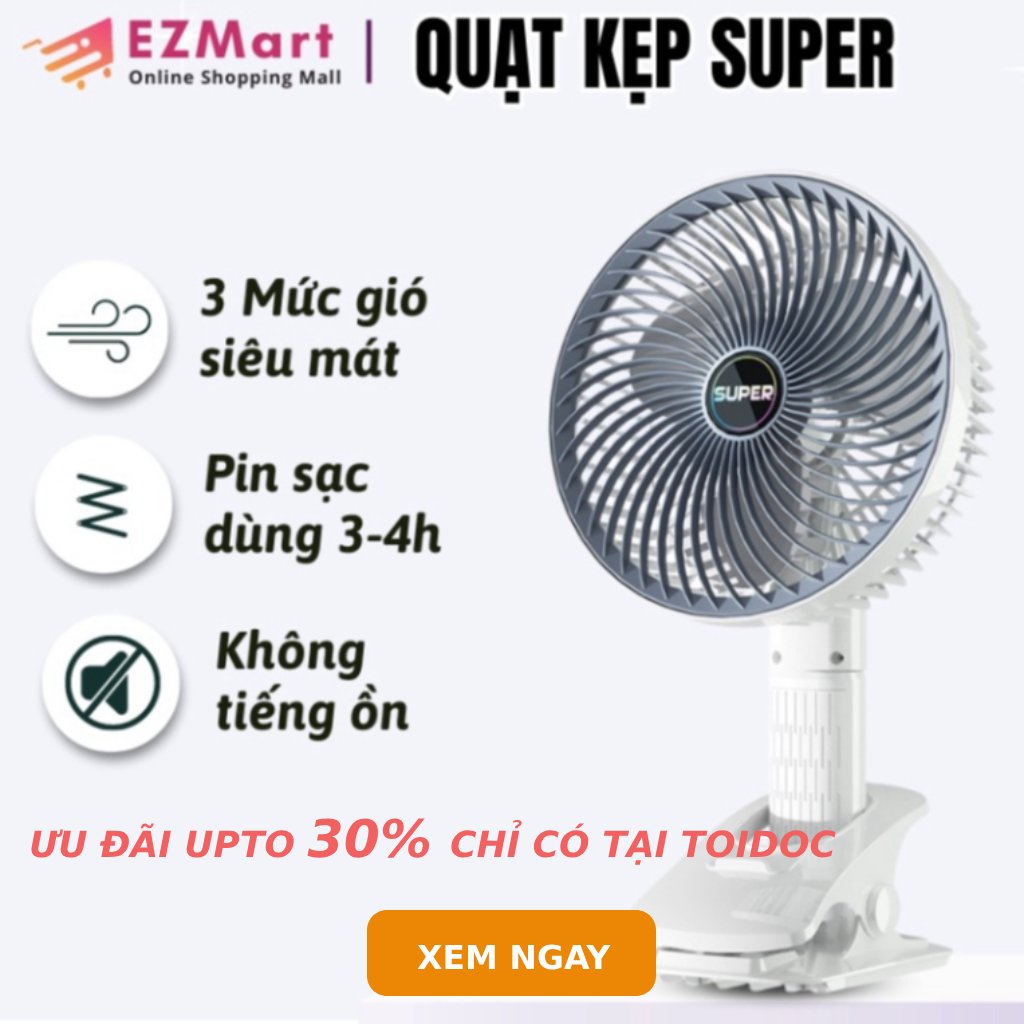 EZMart
Online Shopping Mall
QUẠT KẸP SUPER
3 Mức gió
siêu mát
SUPER
Pin sạc
dùng 3-4h
Không
tiếng ồn
ƯU ĐÃI UPTO 30% CHỈ CÓ TẠI TOIDOC
XEM NGAY